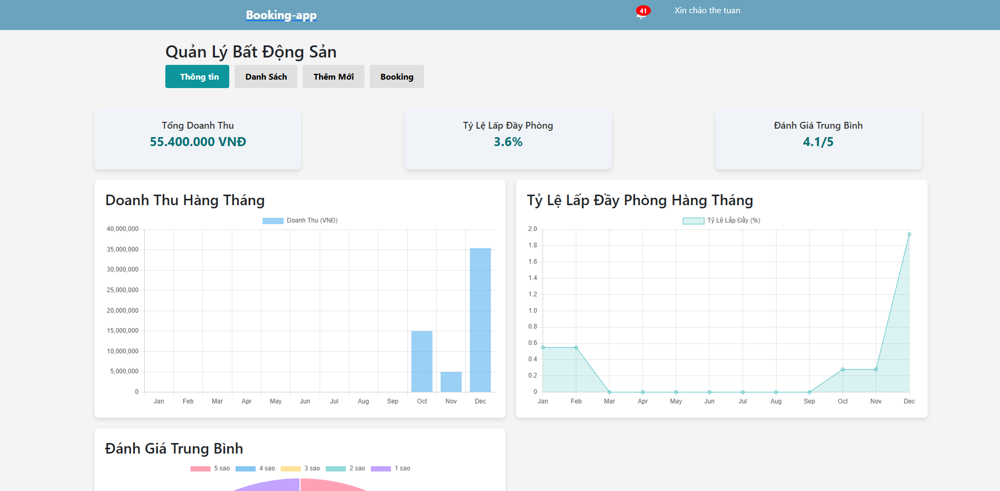 Booking-app
41
Xin chào the tuan
Quản Lý Bất Động Sản
Thông tin
Danh Sách
Thêm Mới
Booking
Tổng Doanh Thu
55.400.000 VNĐ
Tỷ Lệ Lấp Đầy Phòng
3.6%
Đánh Giá Trung Bình
4.1/5
Doanh Thu Hàng Tháng
Doanh Thu (VNĐ)
40,000,000
35,000,000
30,000,000
25,000,000
20,000,000
15,000,000
10,000,000
5,000,000
0
Jan Feb Mar Apr May Jun Jul Aug Sep Oct Nov Dec
Tỷ Lệ Lấp Đầy Phòng Hàng Tháng
Tỷ Lệ Lấp Đầy (%)
2.0
1.8
1.6
1.4
1.2
1.0
0.8
0.6
0.4
0.2
0
Jan Feb Mar Apr May Jun Jul Aug Sep Oct Nov Dec
Đánh Giá Trung Bình
5 sao 4 sao 3 sao 2 sao 1 sao